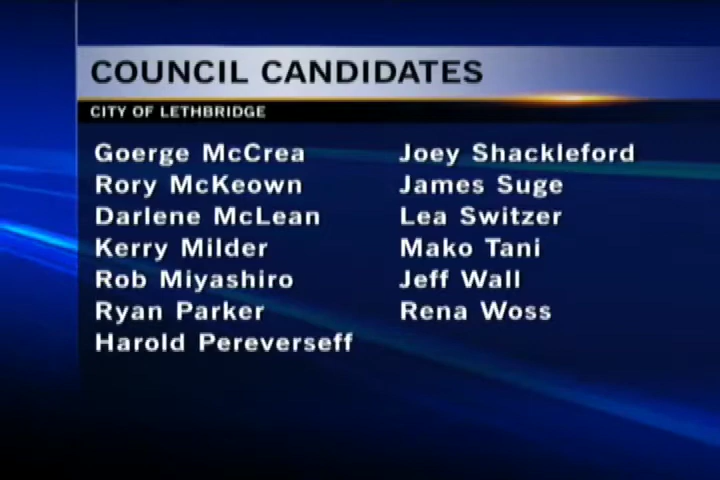 COUNCIL CANDIDATES
CITY OF LETHBRIDGE
Goerge McCrea
Rory McKeown
Darlene McLean
Kerry Milder
Rob Miyashiro
Ryan Parker
Harold Pereverseff
Joey Shackleford
James Suge
Lea Switzer
Mako Tani
Jeff Wall
Rena Woss